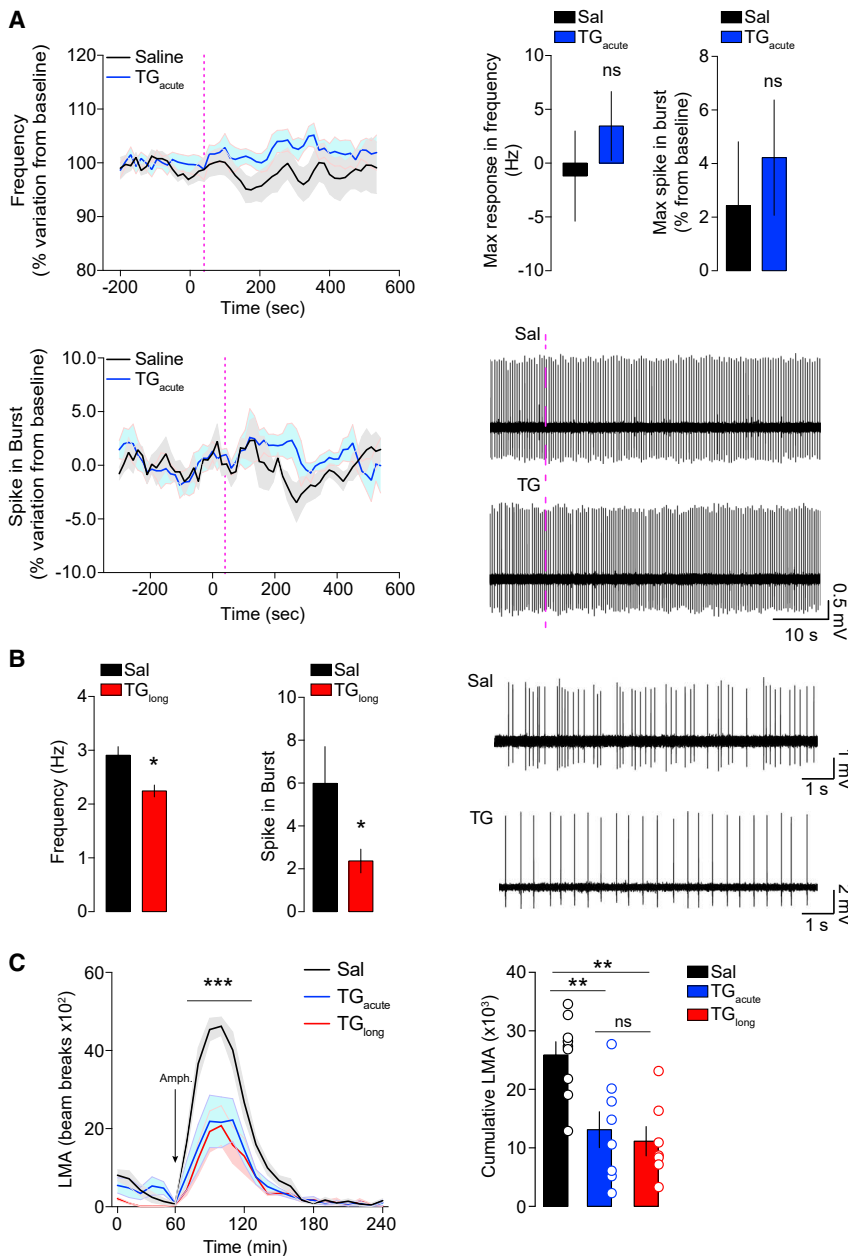 A
Saline
TGacute
Frequency
(% variation from baseline)
120
110
100
90
80
-200 0 200 400 600
Time (sec)
Sal
TGacute
Max response in frequency
(Hz)
10
5
0
-5
-10
ns
Sal
TGacute
Max spike in burst
(% from baseline)
8
6
4
2
0
ns
Saline
TGacute
Spike in Burst
(% variation from baseline)
10.0
5.0
0.0
-5.0
-10.0
-200 0 200 400 600
Time (sec)
Sal
TG
0.5 mV
10 s
B
Sal
TGlong
Frequency (Hz)
4
3
2
1
0
*
Sal
TGlong
Spike in Burst
10
8
6
4
2
0
*
Sal
1 mV
1 s
TG
2 mV
1 s
C
LMA (beam breaks x10²)
60
40
20
0
***
Amph.
Sal
TGacute
TGlong
0 60 120 180 240
Time (min)
Cumulative LMA (x10³)
40
30
20
10
0
**
**
ns
Sal
TGacute
TGlong